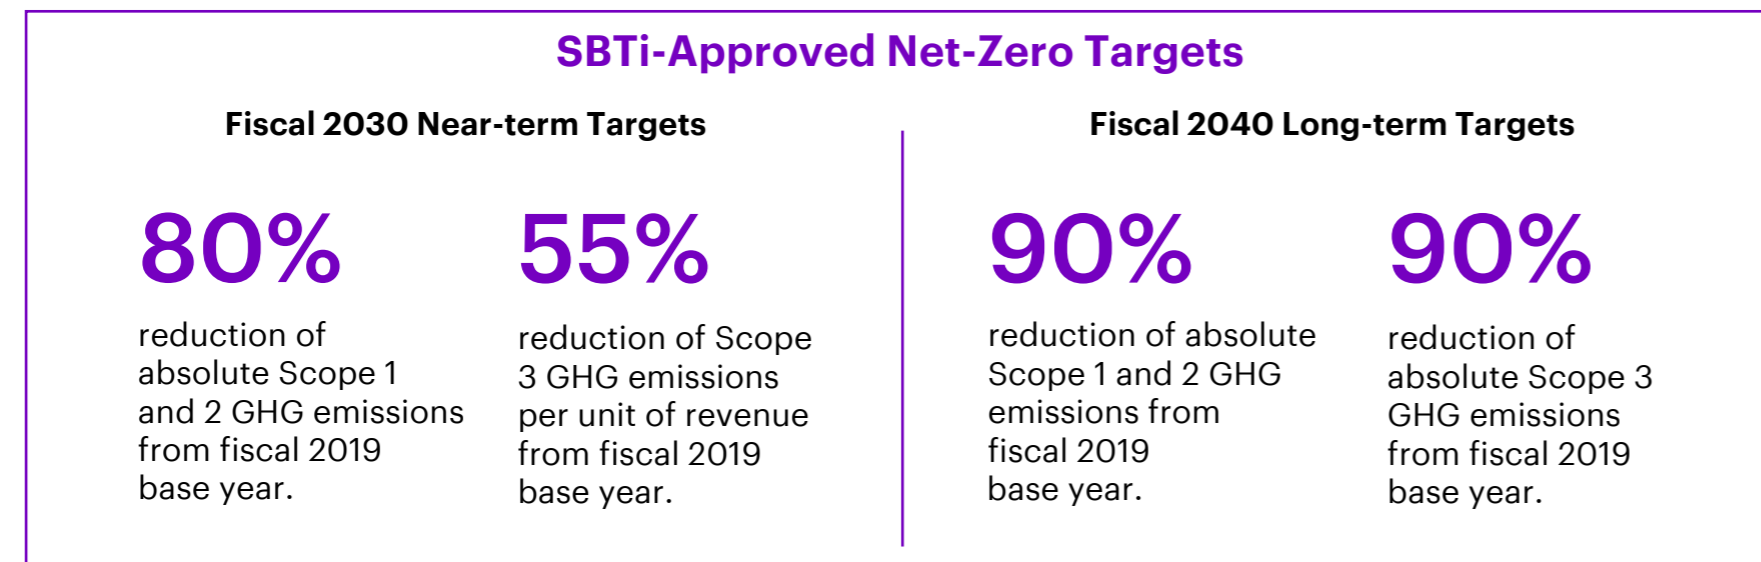 SBTi-Approved Net-Zero Targets
Fiscal 2030 Near-term Targets
80%
reduction of
absolute Scope 1
and 2 GHG emissions
from fiscal 2019
base year.
55%
reduction of Scope
3 GHG emissions
per unit of revenue
from fiscal 2019
base year.
Fiscal 2040 Long-term Targets
90%
reduction of absolute
Scope 1 and 2 GHG
emissions from
fiscal 2019
base year.
90%
reduction of
absolute Scope 3
GHG emissions
from fiscal 2019
base year.